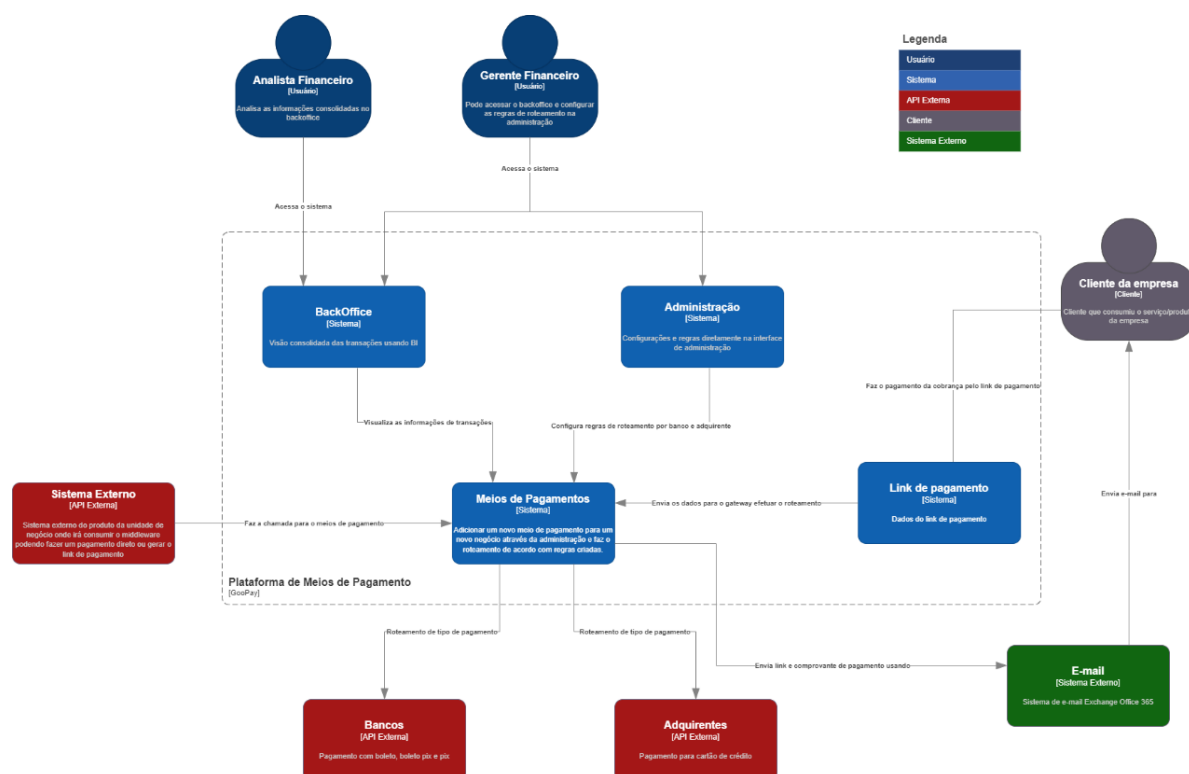 Legenda
Usuário
Sistema
API Externa
Cliente
Sistema Externo
Analista Financeiro
[Usuário]
Analisa as informações consolidadas no
backoffice
Gerente Financeiro
[Usuário]
Pode acessar o backoffice e configurar
as regras de roteamento na
administração
Acessa o sistema
Acessa o sistema
BackOffice
[Sistema]
Visão consolidada das transações usando BI
Administração
[Sistema]
Configurações e regras diretamente na interface
de administração
Cliente da empresa
[Cliente]
Cliente que consumiu o serviço/produto
da empresa
Faz o pagamento da cobrança pelo link de pagamento
Visualiza as informações de transações
Configura regras de roteamento por banco e adquirente
Sistema Externo
[API Externa]
Sistema externo do produto da unidade de
negócio onde irá consumir o middleware
podendo fazer um pagamento direto ou gerar o
link de pagamento
Faz a chamada para o meios de pagamento
Meios de Pagamentos
[Sistema]
Adicionar um novo meio de pagamento para um
novo negócio através da administração e faz o
roteamento de acordo com regras criadas.
Envia os dados para o gateway efetuar o roteamento
Link de pagamento
[Sistema]
Dados do link de pagamento
Envia e-mail para
Plataforma de Meios de Pagamento
[GooPay]
Roteamento de tipo de pagamento
Roteamento de tipo de pagamento
Envia link e comprovante de pagamento usando
E-mail
[Sistema Externo]
Sistema de e-mail Exchange Office 365
Bancos
[API Externa]
Pagamento com boleto, boleto pix e pix
Adquirentes
[API Externa]
Pagamento para cartão de crédito